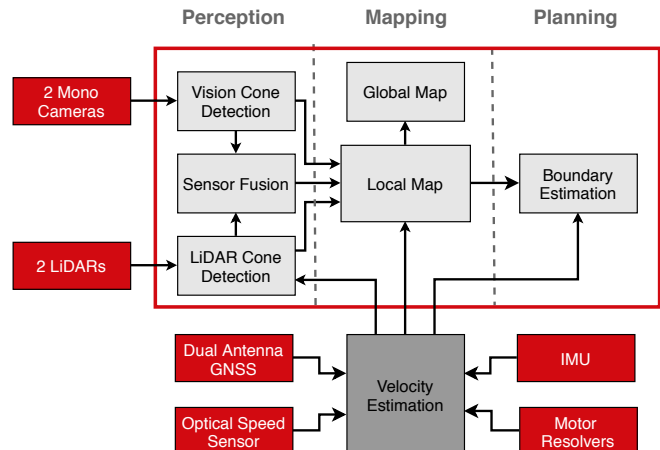 Perception
Mapping
Planning
2 Mono
Cameras
Vision Cone
Detection
Global Map
Sensor Fusion
Local Map
Boundary
Estimation
2 LiDARs
LiDAR Cone
Detection
Dual Antenna
GNSS
Velocity
Estimation
IMU
Optical Speed
Sensor
Motor
Resolvers